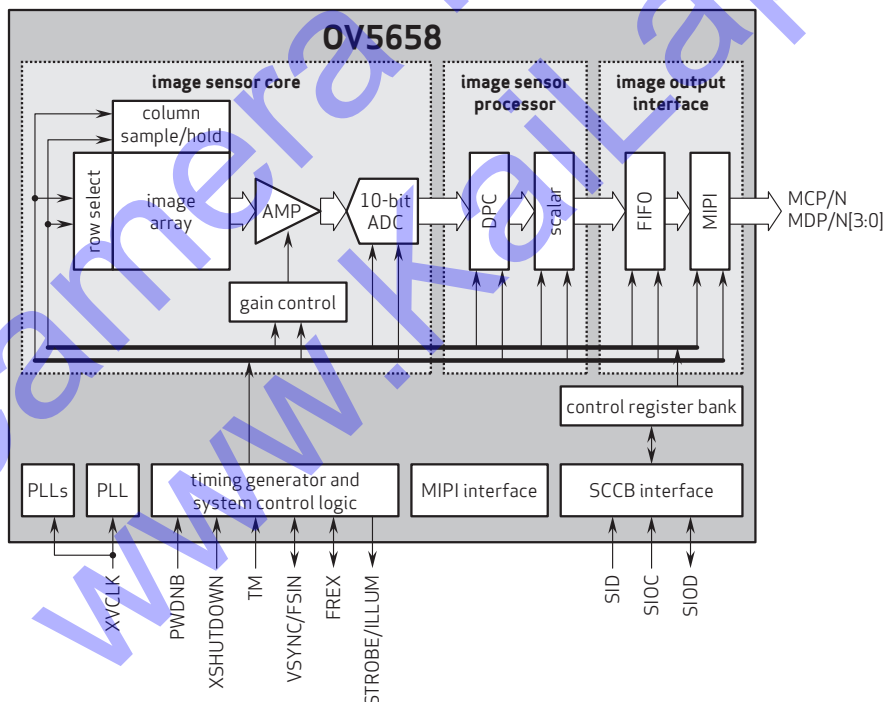 OV5658
image sensor core
image sensor
processor
image output
interface
column
sample/hold
row select
image
array
AMP
10-bit
ADC
DPC
scalar
FIFO
MIPI
MCP/N
MDP/N[3:0]
gain control
control register bank
PLLs
PLL
timing generator and
system control logic
MIPI interface
SCCB interface
XVCLK
PWDNB
XSHUTDOWN
TM
VSYNC/FSIN
FREX
STROBE/ILLUM
SID
SIOC
SIOD